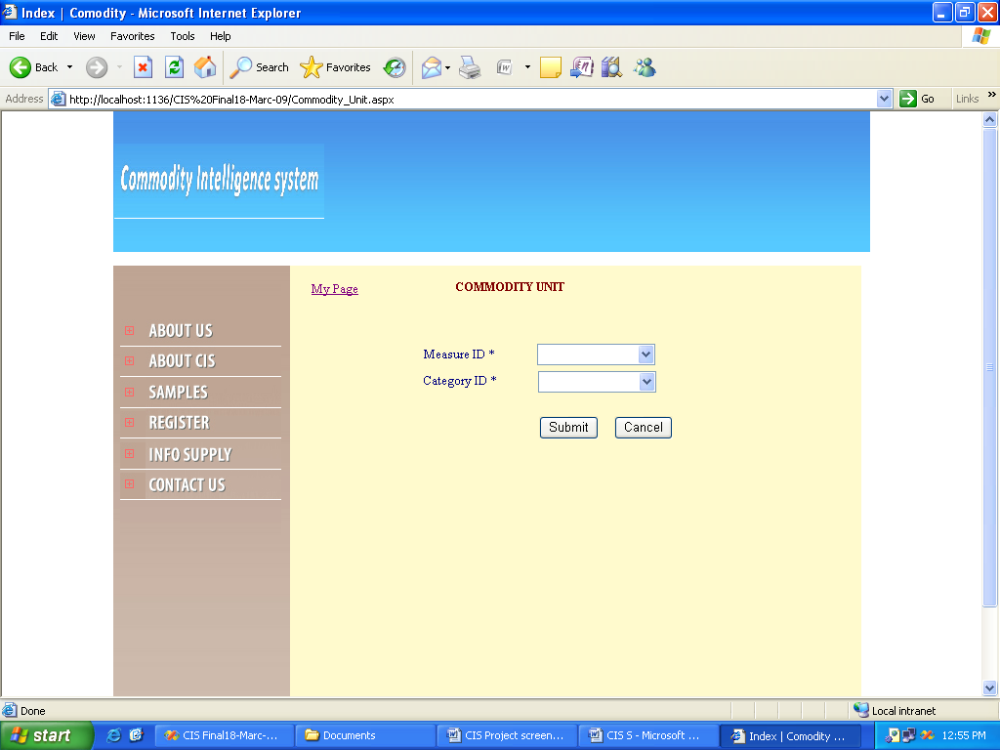 Index | Comodity - Microsoft Internet Explorer
File Edit View Favorites Tools Help
Back Search Favorites
Address http://localhost:1136/CIS%20Final18-Marc-09/Commodity_Unit.aspx Go Links »
Commodity Intelligence system
My Page COMMODITY UNIT
ABOUT US
ABOUT CIS
SAMPLES
REGISTER
INFO SUPPLY
CONTACT US
Measure ID *
Category ID *
Submit Cancel
Done Local intranet
start CIS Final18-Marc-... Documents CIS Project screen... CIS S - Microsoft ... Index | Comodity ... 12:55 PM